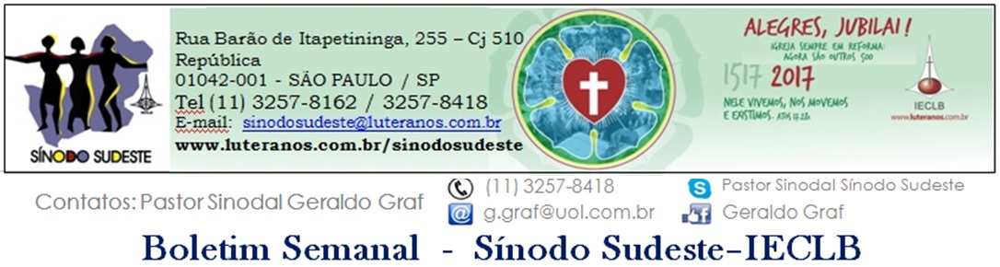 SÍNODO SUDESTE
Rua Barão de Itapetininga, 255 – Cj 510
República
01042-001 - SÃO PAULO / SP
Tel (11) 3257-8162 / 3257-8418
E-mail: sinodosudeste@luteranos.com.br
www.luteranos.com.br/sinodosudeste
ALEGRES, JUBILAI!
IGREJA SEMPRE EM REFORMA:
AGORA SÃO OUTROS 500
1517 2017
NELE VIVEMOS, NOS MOVEMOS
E EXISTIMOS. ATOS 17.28a
IECLB
www.luteranos.com.br
Contatos: Pastor Sinodal Geraldo Graf
(11) 3257-8418
g.graf@uol.com.br
Pastor Sinodal Sínodo Sudeste
Geraldo Graf
Boletim Semanal - Sínodo Sudeste-IECLB